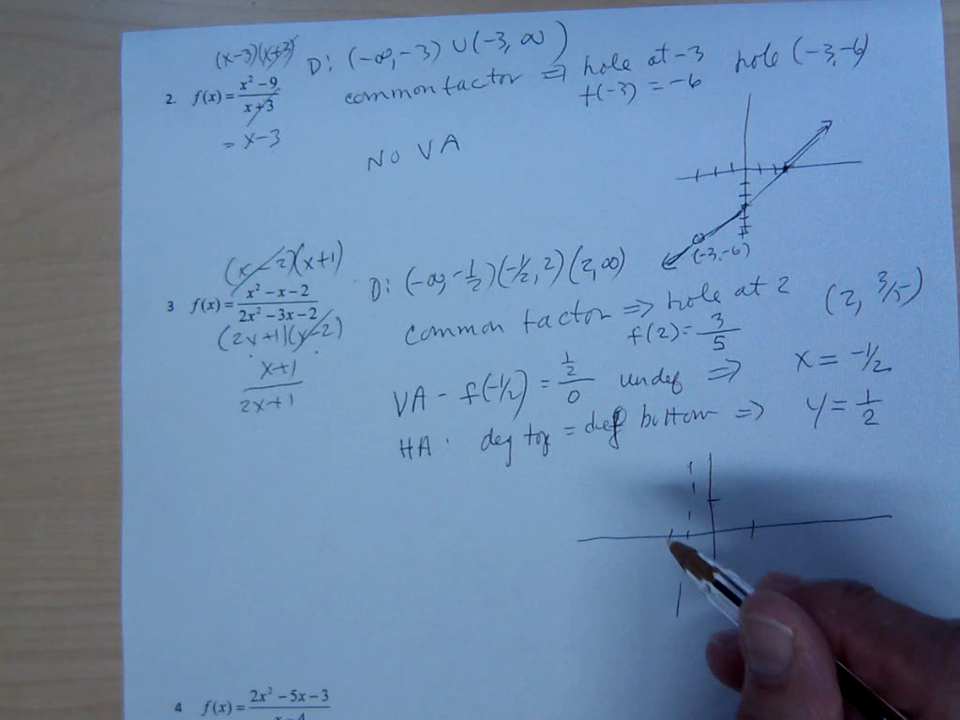 (x-3)(x+3) D: (-∞,-3) U (-3, ∞)
2. f(x) = x² - 9 / x + 3 common factor ⇒ hole at -3 hole (-3,-6)
f(-3) = -6
= x-3
NO VA
(-3,-6)
(x-2)(x+1) D: (-∞, -1/2)(-1/2, 2)(2, ∞)
3 f(x) = x² - x - 2 / 2x² - 3x - 2 common factor ⇒ hole at 2 (2, 3/5)
(2x+1)(x-2) f(2) = 3/5
x+1 / 2x+1
VA - f(-1/2) = 1/2 / 0 undef ⇒ x = -1/2
HA: deg top = deg bottom ⇒ y = 1/2
4 f(x) = 2x² - 5x - 3 / x - 4